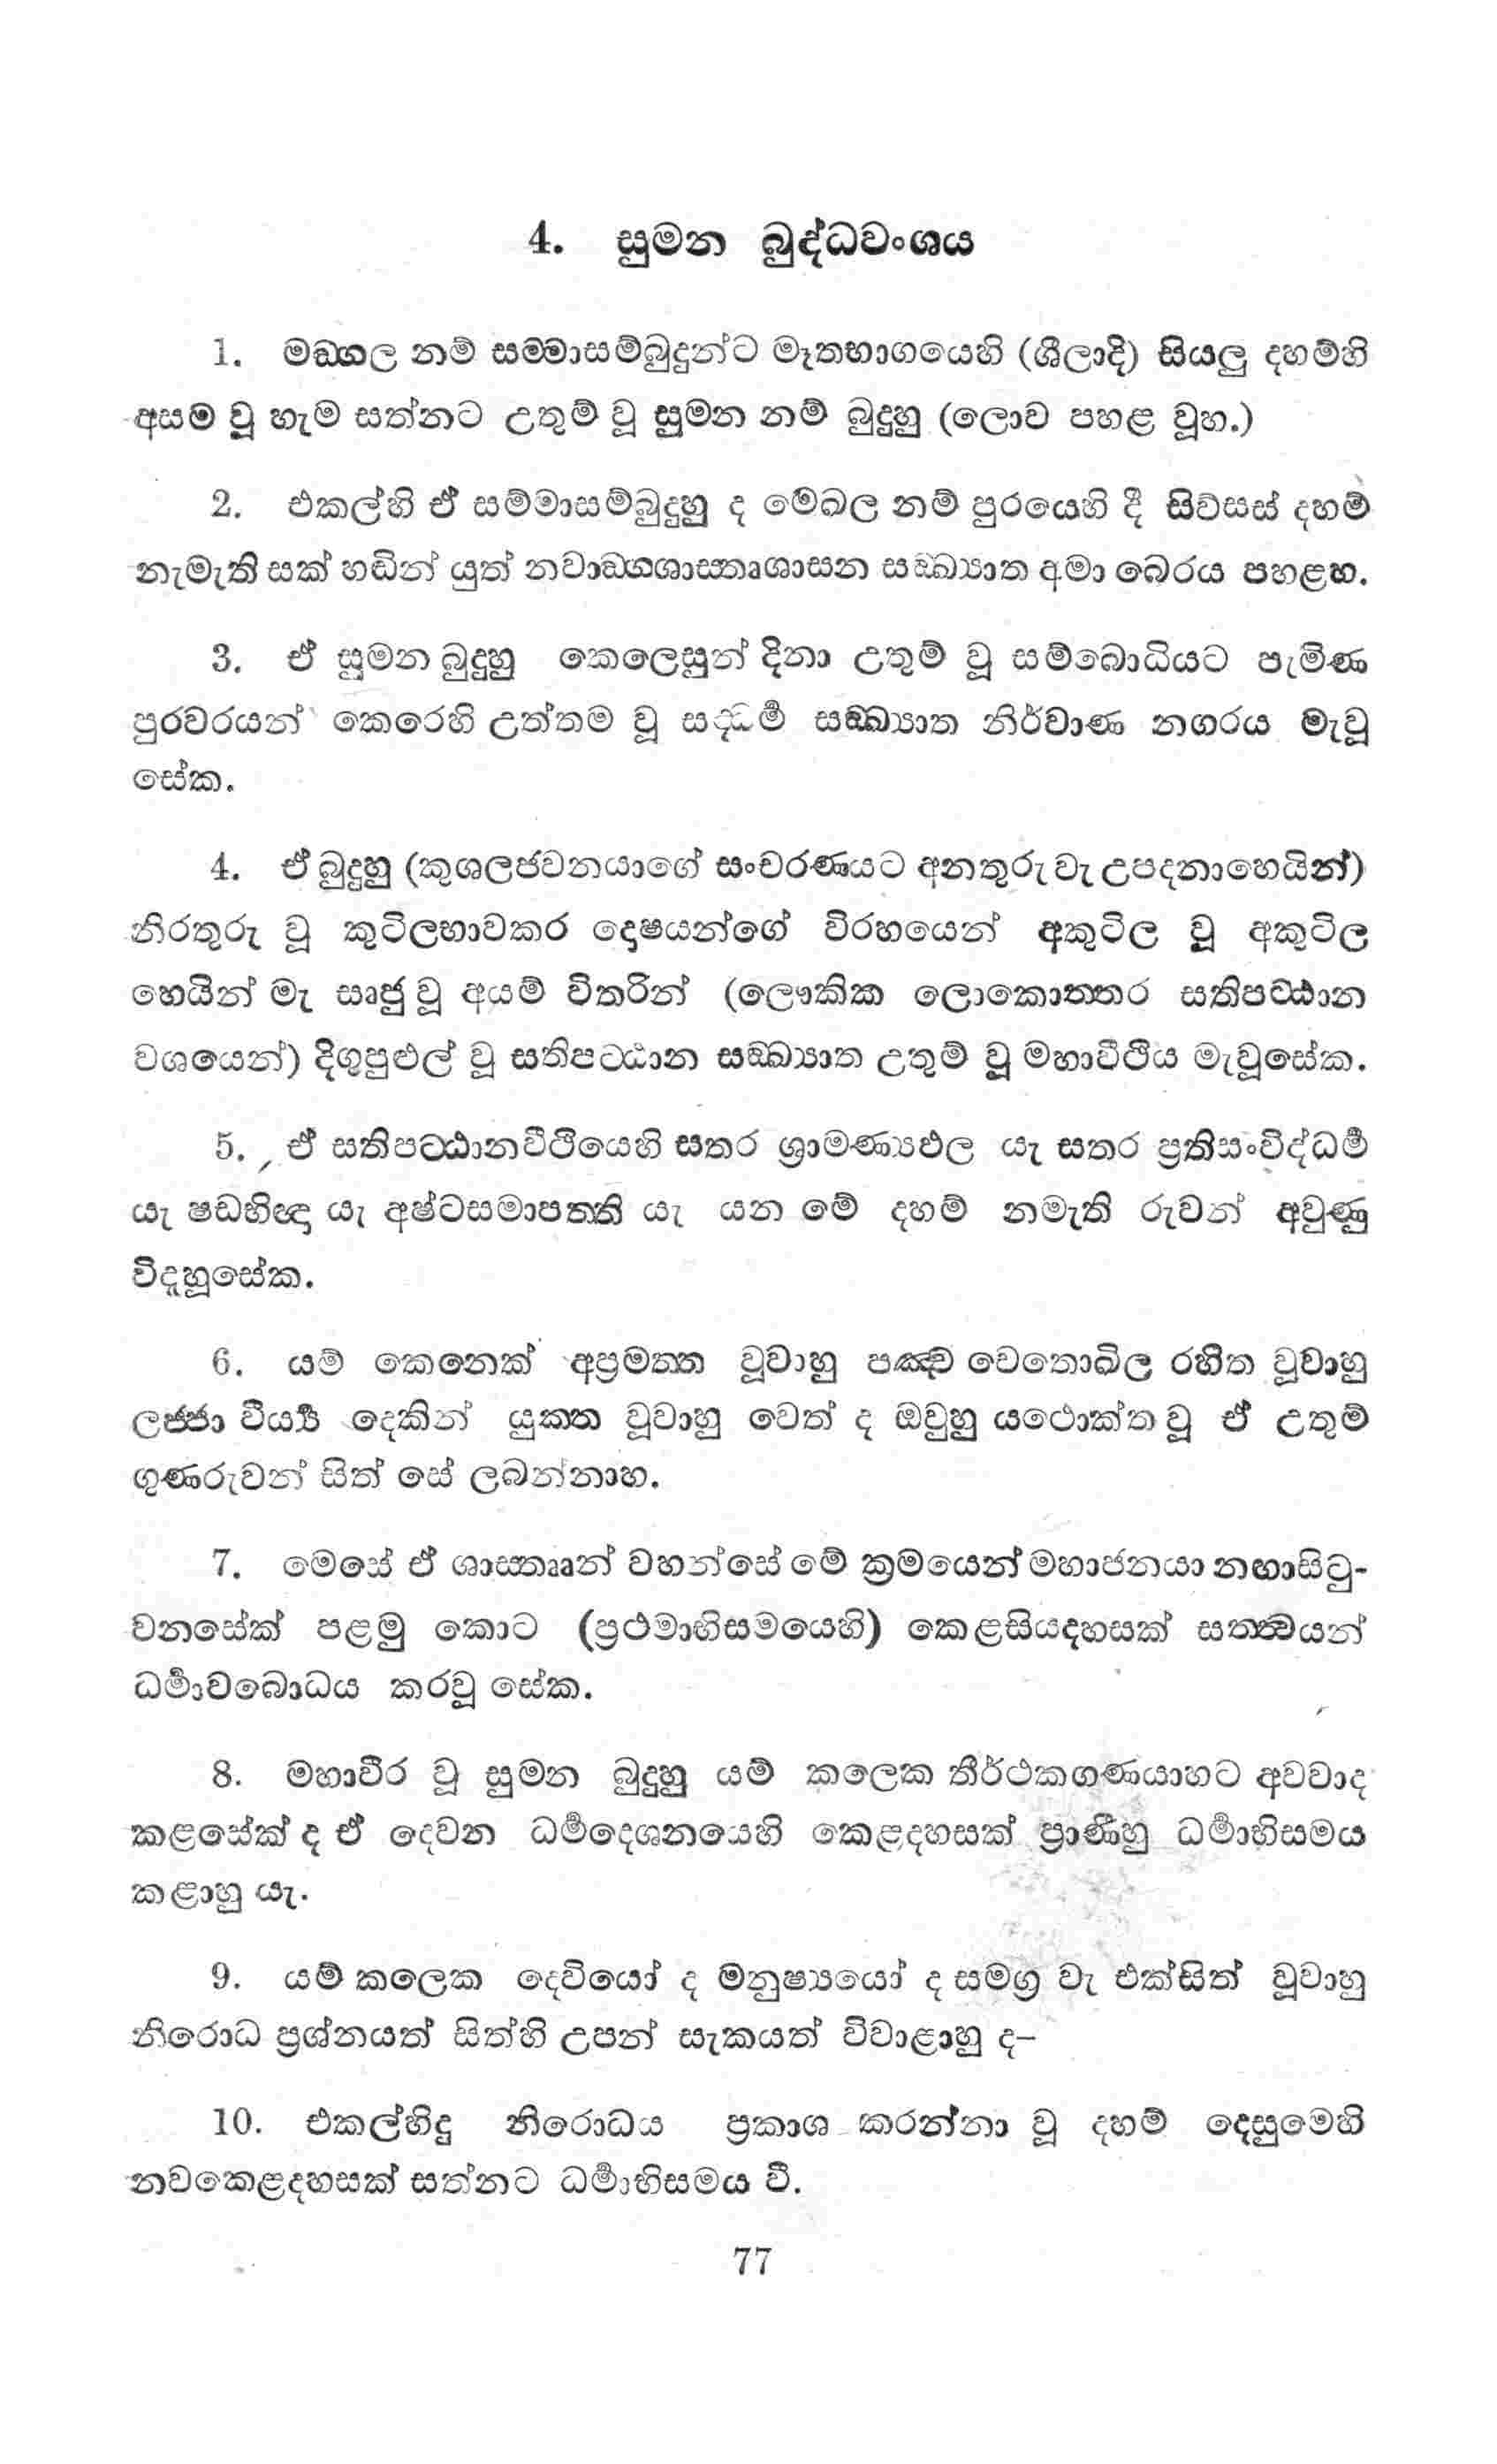 4. සුමන බුද්ධවංශය
1. මඞ්ගල නම් සම්මාසම්බුදුන්ට මෑතභාගයෙහි (ශීලාදි) සියලු දහම්හි
අසම වූ හැම සත්නට උතුම් වූ සුමන නම් බුදුහු (ලොව පහළ වූහ.)
2. එකල්හි ඒ සම්මාසම්බුදුහු ද මේඛල නම් පුරයෙහි දී සිව්සස් දහම්
නැමැති සක් හඬින් යුත් නවාඞ්ගශාස්තෘශාසන සඞ්ඛ්‍යාත අමා බෙරය පහළහ.
3. ඒ සුමන බුදුහු කෙලෙසුන් දිනා උතුම් වූ සම්බොධියට පැමිණ
පුරවරයන් කෙරෙහි උත්තම වූ සද්ධර්‍ම සඞ්ඛ්‍යාත නිර්වාණ නගරය මැවූ
සේක.
4. ඒ බුදුහු (කුශලජවනයාගේ සංචරණයට අනතුරු වැ උපදනාහෙයින්)
නිරතුරු වූ කුටිලභාවකර දොෂයන්ගේ විරහයෙන් අකුටිල වූ අකුටිල
හෙයින් මැ ඍජු වූ අයම් විතරින් (ලෞකික ලොකොත්තර සතිපට්ඨාන
වශයෙන්) දිගුපුළුල් වූ සතිපට්ඨාන සඞ්ඛ්‍යාත උතුම් වූ මහාවීථිය මැවූසේක.
5. ඒ සතිපට්ඨානවීථියෙහි සතර ශ්‍රාමණ්‍යඵල යැ සතර ප්‍රතිසංවිද්ධර්‍ම
යැ ෂඩභිඥා යැ අෂ්ටසමාපත්ති යැ යන මේ දහම් නමැති රුවන් අවුණු
විදැහූසේක.
6. යම් කෙනෙක් අප්‍රමත්ත වූවාහු පඤ්ච චෙතොඛිල රහිත වූවාහු
ලජ්ජා වීර්‍ය්‍ය දෙකින් යුක්ත වූවාහු වෙත් ද ඔවුහු යථොක්ත වූ ඒ උතුම්
ගුණරුවන් සිත් සේ ලබන්නාහ.
7. මෙසේ ඒ ශාස්තෲන් වහන්සේ මේ ක්‍රමයෙන් මහාජනයා නඟාසිටු-
වනසේක් පළමු කොට (ප්‍රථමාභිසමයෙහි) කෙළසියදහසක් සත්ත්‍වයන්
ධර්‍මාවබොධය කරවූ සේක.
8. මහාවීර වූ සුමන බුදුහු යම් කලෙක තීර්ථකගණයාහට අවවාද
කළසේක් ද ඒ දෙවන ධර්‍මදෙශනයෙහි කෙළදහසක් ප්‍රාණීහු ධර්‍මාභිසමය
කළාහු යැ.
9. යම් කලෙක දෙවියෝ ද මනුෂ්‍යයෝ ද සමග්‍ර වැ එක්සිත් වූවාහු
නිරොධ ප්‍රශ්නයත් සිත්හි උපන් සැකයත් විචාළාහු ද–
10. එකල්හිදු නිරොධය ප්‍රකාශ කරන්නා වූ දහම් දෙසුමෙහි
නවකෙළදහසක් සත්නට ධර්‍මාභිසමය වී.
77